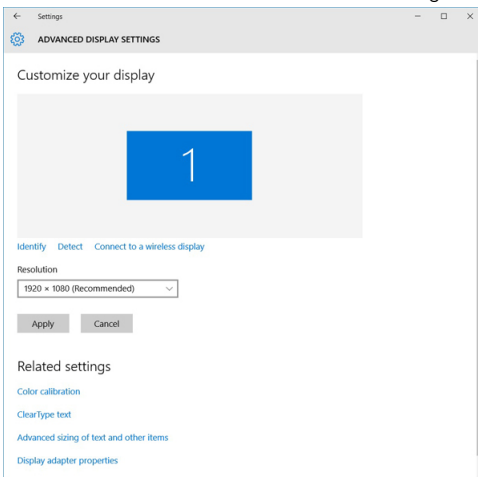 Settings
ADVANCED DISPLAY SETTINGS
Customize your display
1
Identify Detect Connect to a wireless display
Resolution
1920 × 1080 (Recommended)
Apply Cancel
Related settings
Color calibration
ClearType text
Advanced sizing of text and other items
Display adapter properties